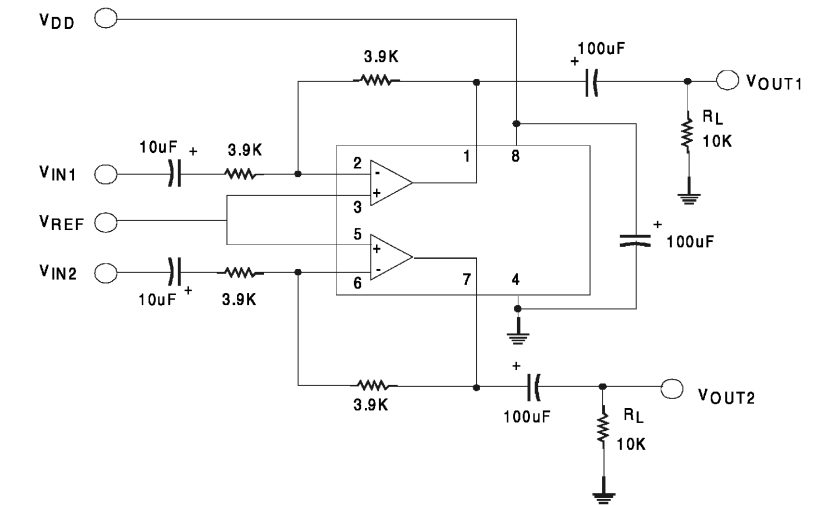 VDD
100uF
+
3.9K
VOUT1
RL
10K
10uF
+
3.9K
1
8
2
-
VIN1
+
3
VREF
5
+
+
100uF
VIN2
-
6
7
4
10uF
+
3.9K
+
3.9K
100uF
VOUT2
RL
10K